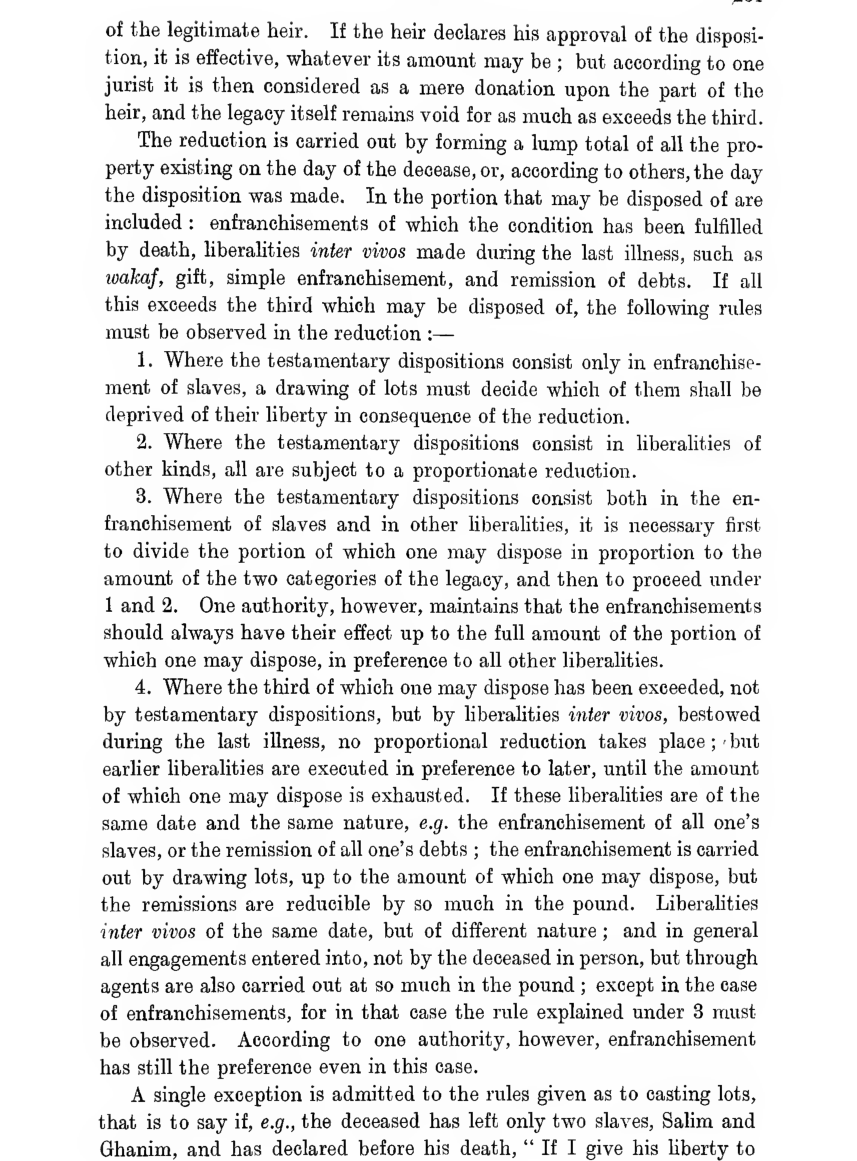 of the legitimate heir. If the heir declares his approval of the disposi-
tion, it is effective, whatever its amount may be ; but according to one
jurist it is then considered as a mere donation upon the part of the
heir, and the legacy itself remains void for as much as exceeds the third.
The reduction is carried out by forming a lump total of all the pro-
perty existing on the day of the decease, or, according to others, the day
the disposition was made. In the portion that may be disposed of are
included : enfranchisements of which the condition has been fulfilled
by death, liberalities inter vivos made during the last illness, such as
wakaf, gift, simple enfranchisement, and remission of debts. If all
this exceeds the third which may be disposed of, the following rules
must be observed in the reduction :—
1. Where the testamentary dispositions consist only in enfranchise-
ment of slaves, a drawing of lots must decide which of them shall be
deprived of their liberty in consequence of the reduction.
2. Where the testamentary dispositions consist in liberalities of
other kinds, all are subject to a proportionate reduction.
3. Where the testamentary dispositions consist both in the en-
franchisement of slaves and in other liberalities, it is necessary first
to divide the portion of which one may dispose in proportion to the
amount of the two categories of the legacy, and then to proceed under
1 and 2. One authority, however, maintains that the enfranchisements
should always have their effect up to the full amount of the portion of
which one may dispose, in preference to all other liberalities.
4. Where the third of which one may dispose has been exceeded, not
by testamentary dispositions, but by liberalities inter vivos, bestowed
during the last illness, no proportional reduction takes place ; but
earlier liberalities are executed in preference to later, until the amount
of which one may dispose is exhausted. If these liberalities are of the
same date and the same nature, e.g. the enfranchisement of all one's
slaves, or the remission of all one's debts ; the enfranchisement is carried
out by drawing lots, up to the amount of which one may dispose, but
the remissions are reducible by so much in the pound. Liberalities
inter vivos of the same date, but of different nature ; and in general
all engagements entered into, not by the deceased in person, but through
agents are also carried out at so much in the pound ; except in the case
of enfranchisements, for in that case the rule explained under 3 must
be observed. According to one authority, however, enfranchisement
has still the preference even in this case.
A single exception is admitted to the rules given as to casting lots,
that is to say if, e.g., the deceased has left only two slaves, Salim and
Ghanim, and has declared before his death, " If I give his liberty to